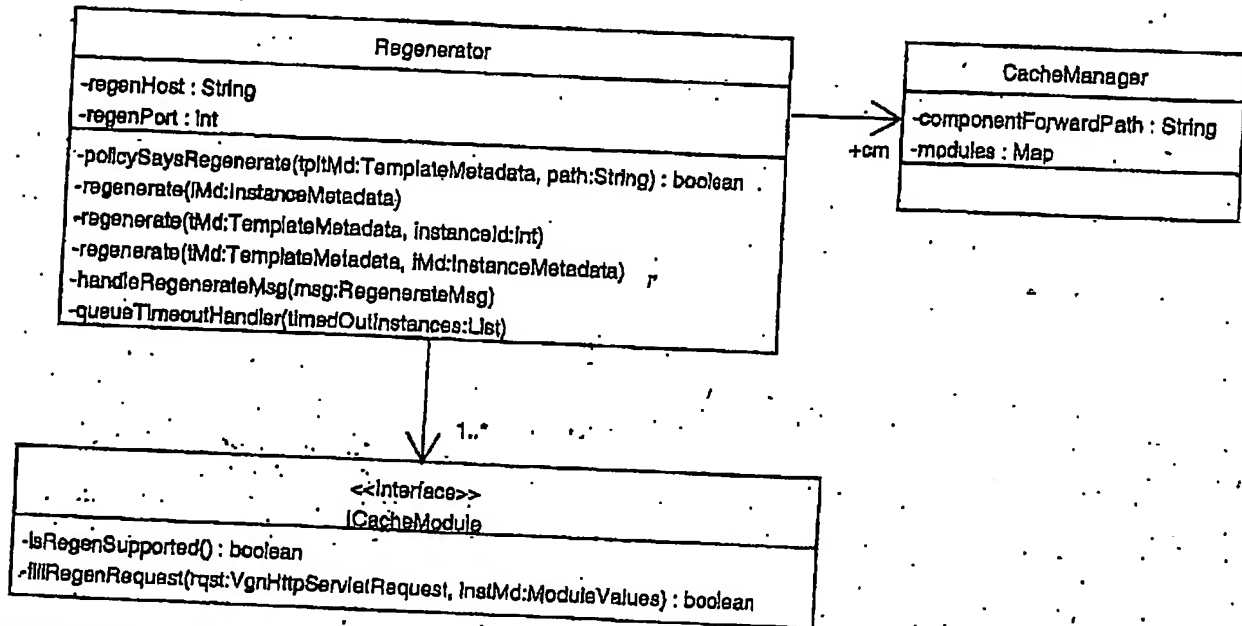 Regenerator
-regenHost : String
-regenPort : int
-policySaysRegenerate(tpltMd:TemplateMetadata, path:String) : boolean
-regenerate(iMd:InstanceMetadata)
-regenerate(tMd:TemplateMetadata, instanceId:int)
-regenerate(tMd:TemplateMetadata, iMd:InstanceMetadata)
-handleRegenerateMsg(msg:RegenerateMsg)
-queueTimeoutHandler(timedOutInstances:List)
CacheManager
-componentForwardPath : String
-modules : Map
+cm
1..*
<<Interface>>
ICacheModule
-isRegenSupported() : boolean
-fillRegenRequest(rqst:VgnHttpServletRequest, instMd:ModuleValues) : boolean